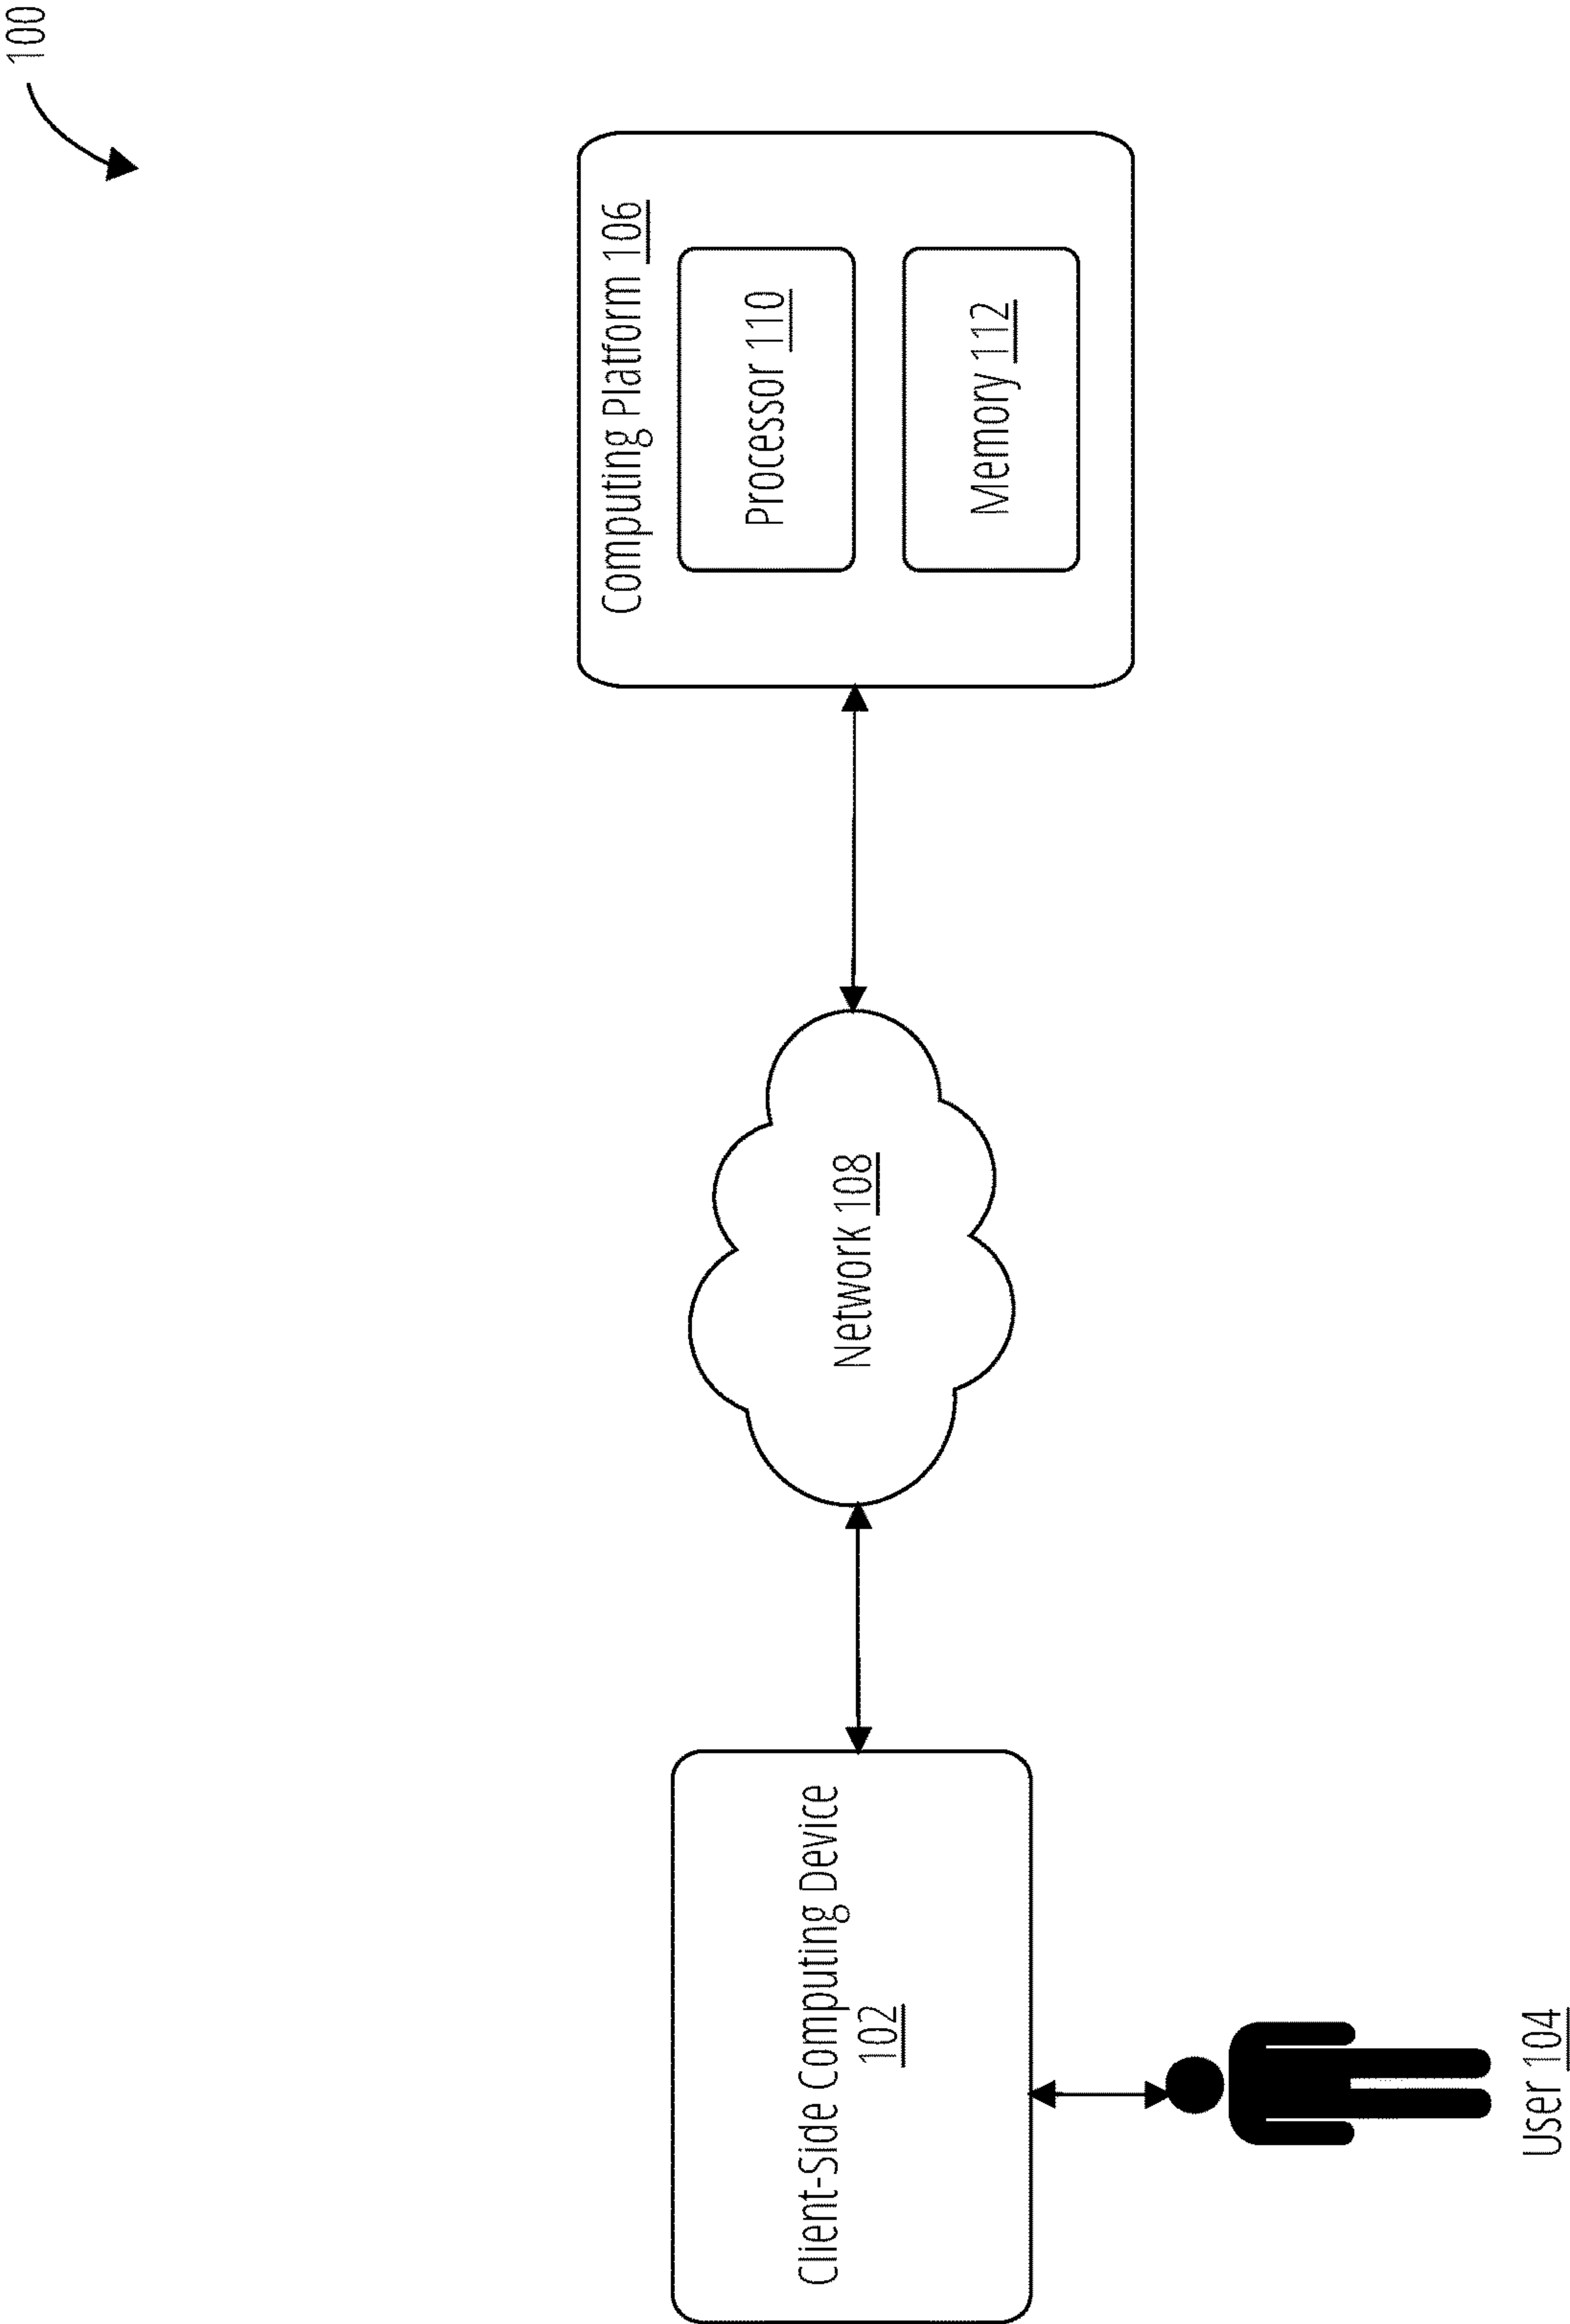 100
Computing Platform 106
Processor 110
Memory 112
Network 108
Client-Side Computing Device
102
User 104